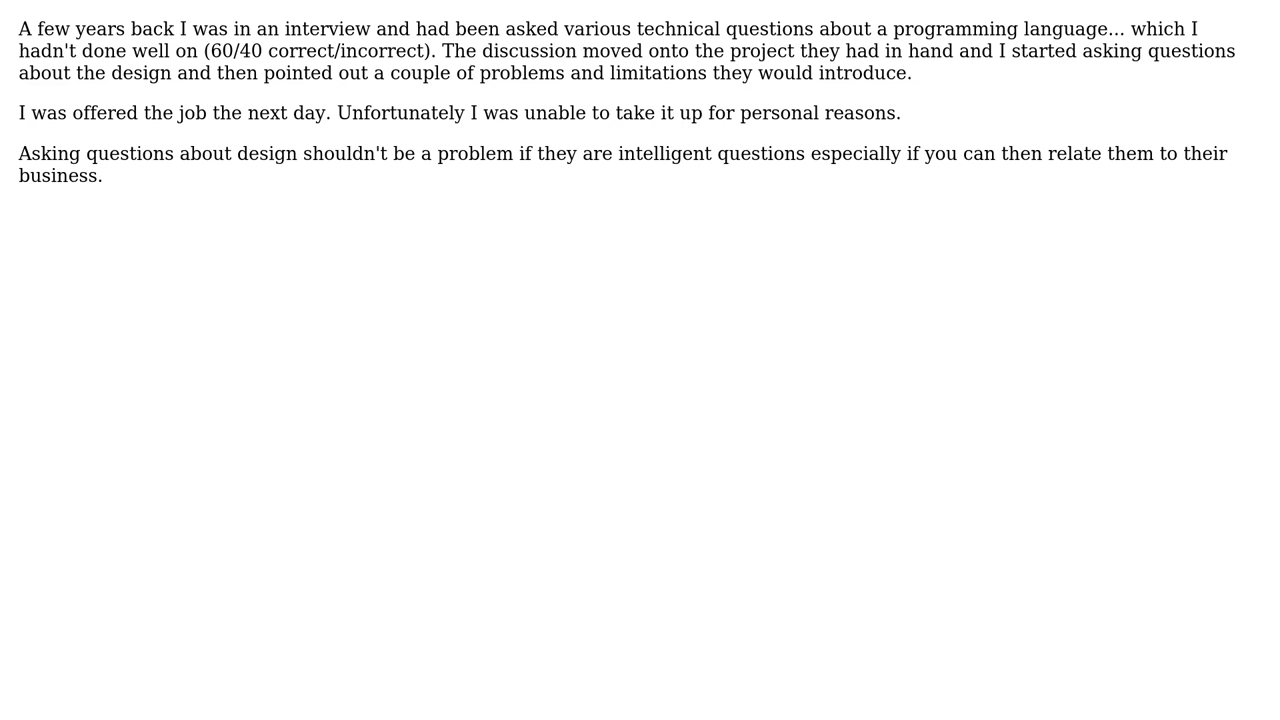 A few years back I was in an interview and had been asked various technical questions about a programming language... which I
hadn't done well on (60/40 correct/incorrect). The discussion moved onto the project they had in hand and I started asking questions
about the design and then pointed out a couple of problems and limitations they would introduce.
I was offered the job the next day. Unfortunately I was unable to take it up for personal reasons.
Asking questions about design shouldn't be a problem if they are intelligent questions especially if you can then relate them to their
business.